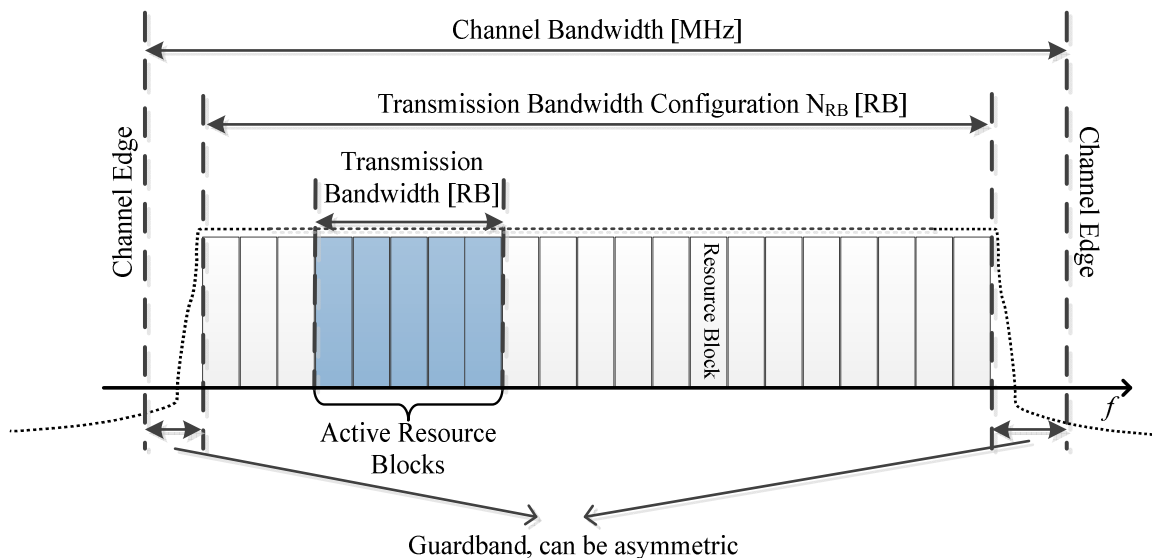 Channel Bandwidth [MHz]
Transmission Bandwidth Configuration NRB [RB]
Channel Edge
Transmission
Bandwidth [RB]
Resource Block
Channel Edge
f
Active Resource
Blocks
Guardband, can be asymmetric